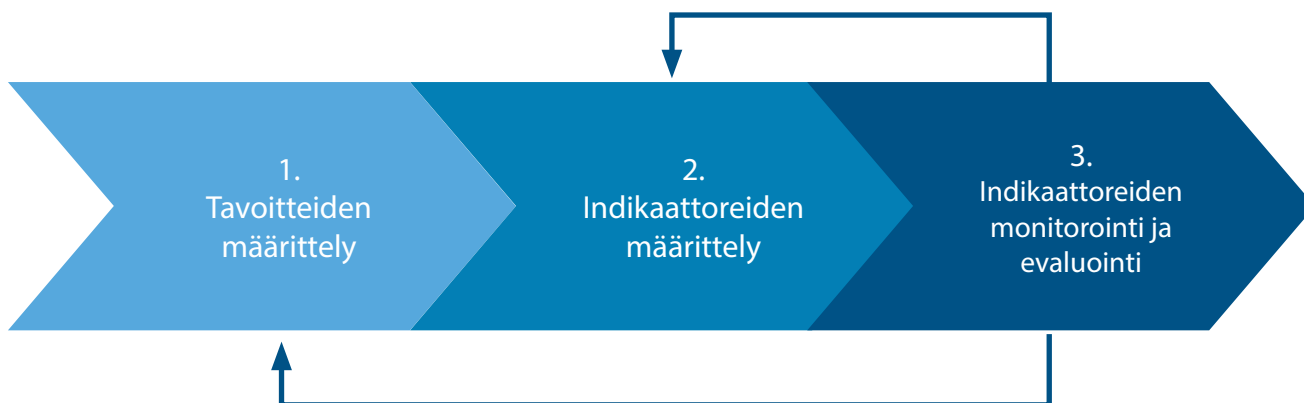 1.
Tavoitteiden
määrittely
2.
Indikaattoreiden
määrittely
3.
Indikaattoreiden
monitorointi ja
evaluointi